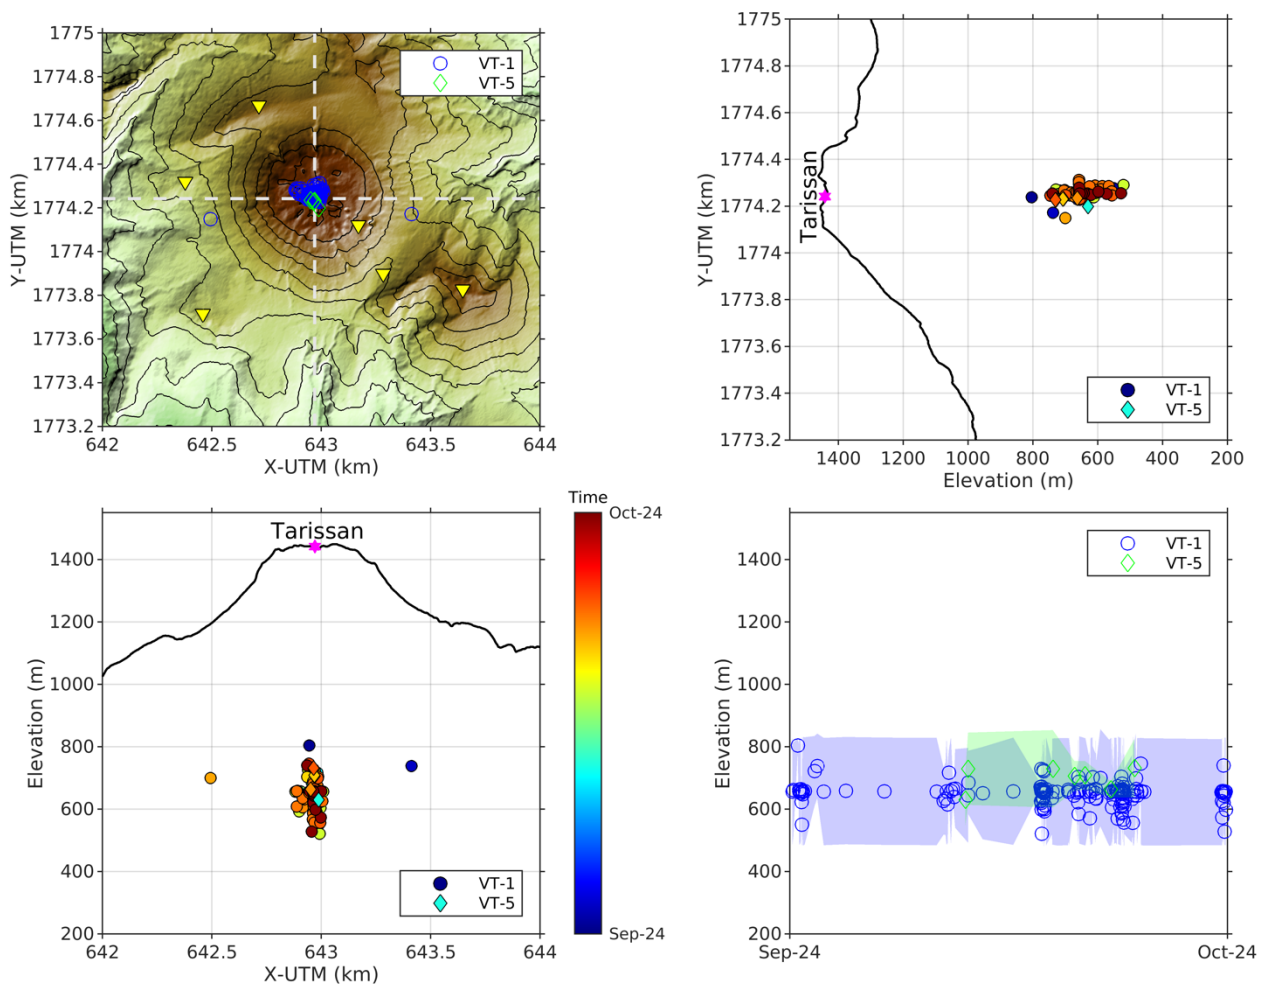 1775
1774.8
1774.6
1774.4
1774.2
1774
1773.8
1773.6
1773.4
1773.2
Y-UTM (km)
642
642.5
643
643.5
644
X-UTM (km)
VT-1
VT-5
1775
1774.8
1774.6
1774.4
1774.2
1774
1773.8
1773.6
1773.4
1773.2
Y-UTM (km)
Tarissan
1400
1200
1000
800
600
400
200
Elevation (m)
VT-1
VT-5
Tarissan
1400
1200
1000
800
600
400
200
Elevation (m)
642
642.5
643
643.5
644
X-UTM (km)
VT-1
VT-5
Time
Oct-24
Sep-24
1400
1200
1000
800
600
400
200
Elevation (m)
Sep-24
Oct-24
VT-1
VT-5